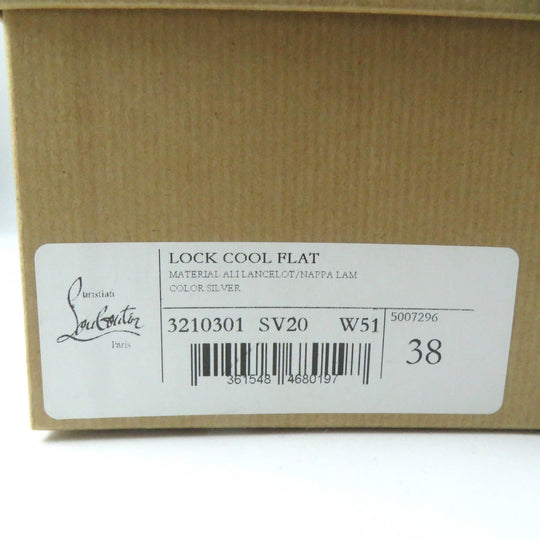 Christian
Louboutin
Paris
LOCK COOL FLAT
MATERIAL ALI LANCELOT/NAPPA LAM
COLOR SILVER
3210301 SV20 W51
5007296
38
361548 4680197